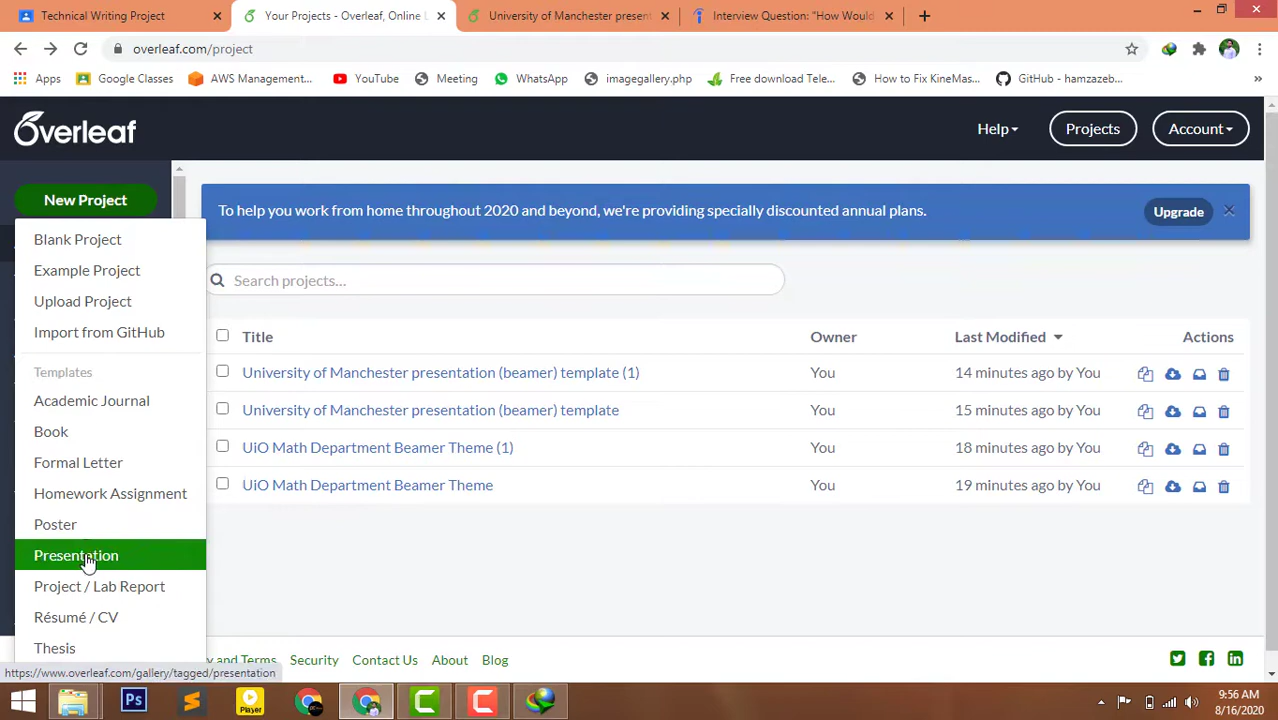 Technical Writing Project
Your Projects - Overleaf, Online L
University of Manchester present
Interview Question: "How Would
overleaf.com/project
Apps
Google Classes
AWS Management...
YouTube
Meeting
WhatsApp
imagegallery.php
Free download Tele...
How to Fix KineMas...
GitHub - hamzazeb...
»
Overleaf
Help
Projects
Account
New Project
To help you work from home throughout 2020 and beyond, we're providing specially discounted annual plans.
Upgrade
Blank Project
Example Project
Upload Project
Import from GitHub
Templates
Academic Journal
Book
Formal Letter
Homework Assignment
Poster
Presentation
Project / Lab Report
Résumé / CV
Thesis
Search projects...
Title Owner Last Modified Actions
University of Manchester presentation (beamer) template (1) You 14 minutes ago by You
University of Manchester presentation (beamer) template You 15 minutes ago by You
UiO Math Department Beamer Theme (1) You 18 minutes ago by You
UiO Math Department Beamer Theme You 19 minutes ago by You
y and Terms Security Contact Us About Blog
https://www.overleaf.com/gallery/tagged/presentation
Ps
Player
9:56 AM
8/16/2020